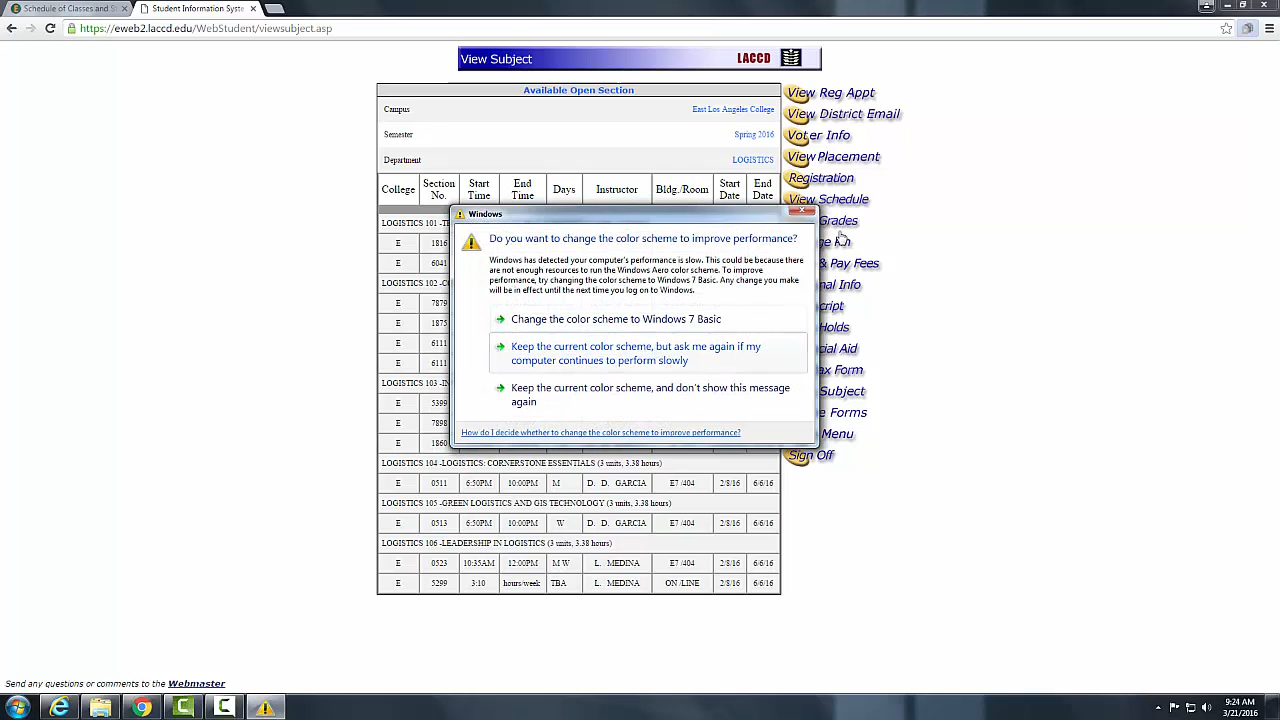 Schedule of Classes and S
Student Information Syst
https://eweb2.laccd.edu/WebStudent/viewsubject.asp
View Subject LACCD
Available Open Section
Campus East Los Angeles College
Semester Spring 2016
Department LOGISTICS
College Section No. Start Time End Time Days Instructor Bldg./Room Start Date End Date
LOGISTICS 101 -T
E 1816
E 6041
LOGISTICS 102 -CO
E 7879
E 1875
E 6111
E 6111
LOGISTICS 103 -IN
E 5399
E 7898
E 1860
LOGISTICS 104 -LOGISTICS: CORNERSTONE ESSENTIALS (3 units, 3.38 hours)
E 0511 6:50PM 10:00PM M D. D. GARCIA E7 /404 2/8/16 6/6/16
LOGISTICS 105 -GREEN LOGISTICS AND GIS TECHNOLOGY (3 units, 3.38 hours)
E 0513 6:50PM 10:00PM W D. D. GARCIA E7 /404 2/8/16 6/6/16
LOGISTICS 106 -LEADERSHIP IN LOGISTICS (3 units, 3.38 hours)
E 0523 10:35AM 12:00PM M W L. MEDINA E7 /404 2/8/16 6/6/16
E 5299 3:10 hours/week TBA L. MEDINA ON /LINE 2/8/16 6/6/16
View Reg Appt
View District Email
Voter Info
View Placement
Registration
View Schedule
Grades
& Pay Fees
nal Info
cript
Holds
cial Aid
ax Form
Subject
e Forms
Menu
Sign Off
Windows
Do you want to change the color scheme to improve performance?
Windows has detected your computer's performance is slow. This could be because there
are not enough resources to run the Windows Aero color scheme. To improve
performance, try changing the color scheme to Windows 7 Basic. Any change you make
will be in effect until the next time you log on to Windows.
Change the color scheme to Windows 7 Basic
Keep the current color scheme, but ask me again if my
computer continues to perform slowly
Keep the current color scheme, and don't show this message
again
How do I decide whether to change the color scheme to improve performance?
Send any questions or comments to the Webmaster
9:24 AM
3/21/2016